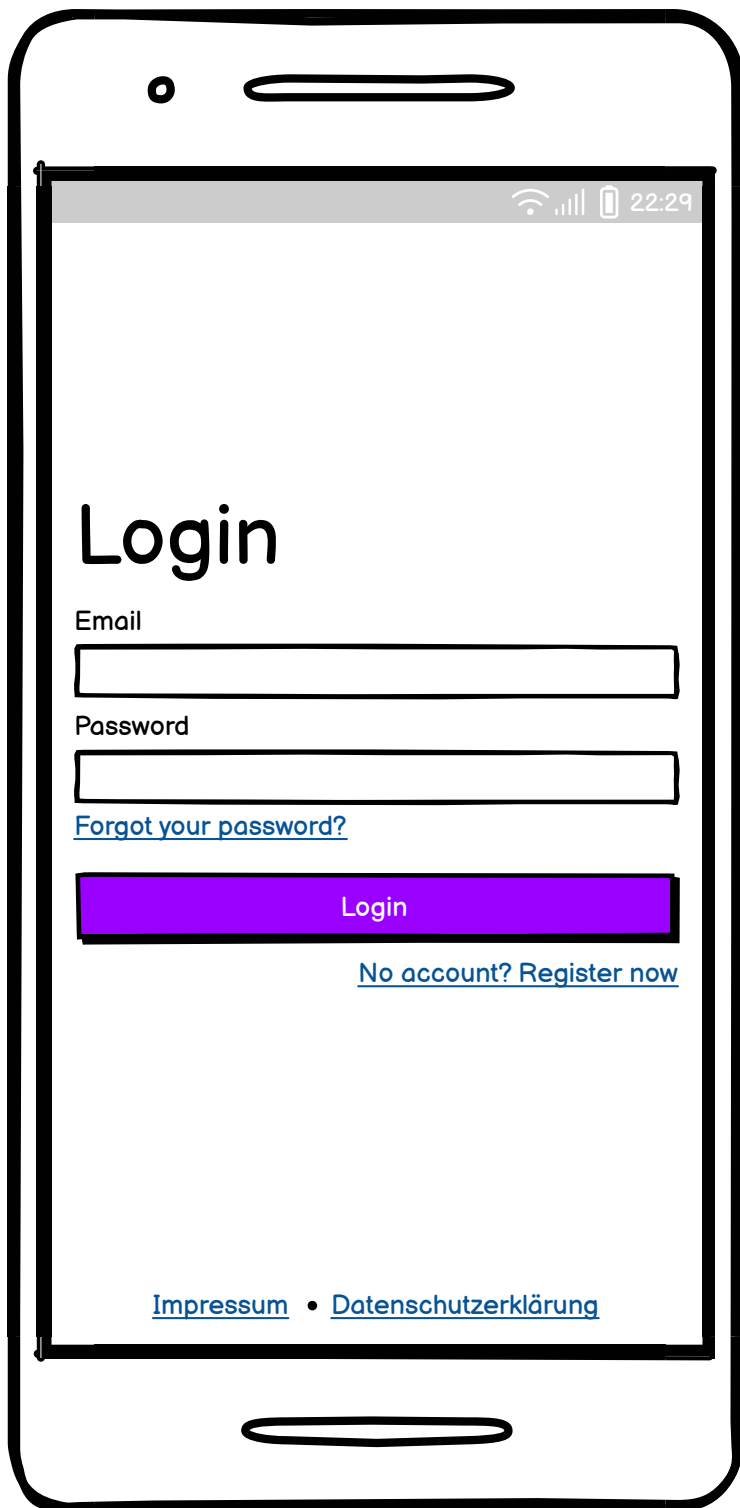 22:29
Login
Email
Password
Forgot your password?
Login
No account? Register now
Impressum • Datenschutzerklärung